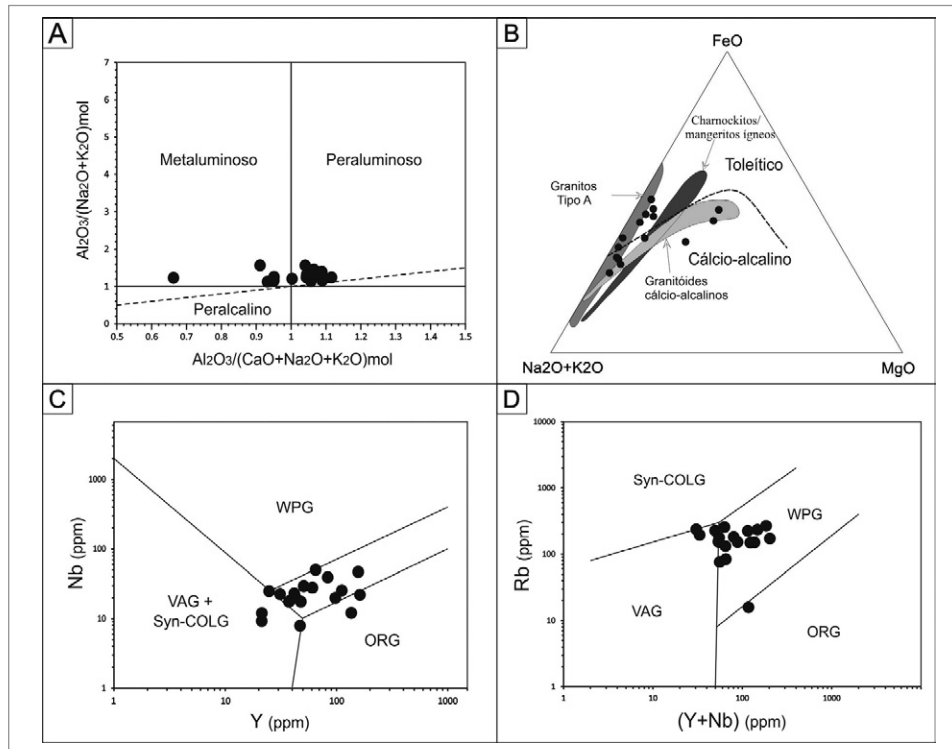 A
Al2O3/(Na2O+K2O)mol
7
6
5
4
3
2
1
0
Metaluminoso
Peraluminoso
Peralcalino
0.5 0.6 0.7 0.8 0.9 1 1.1 1.2 1.3 1.4 1.5
Al2O3/(CaO+Na2O+K2O)mol
B
FeO
Charnockitos/
mangeritos ígneos
Toleítico
Granitos
Tipo A
Cálcio-alcalino
Granitóides
cálcio-alcalinos
Na2O+K2O
MgO
C
Nb (ppm)
1000
100
10
1
WPG
VAG +
Syn-COLG
ORG
1 10 100 1000
Y (ppm)
D
Rb (ppm)
10000
1000
100
10
1
Syn-COLG
WPG
VAG
ORG
1 10 100 1000
(Y+Nb) (ppm)